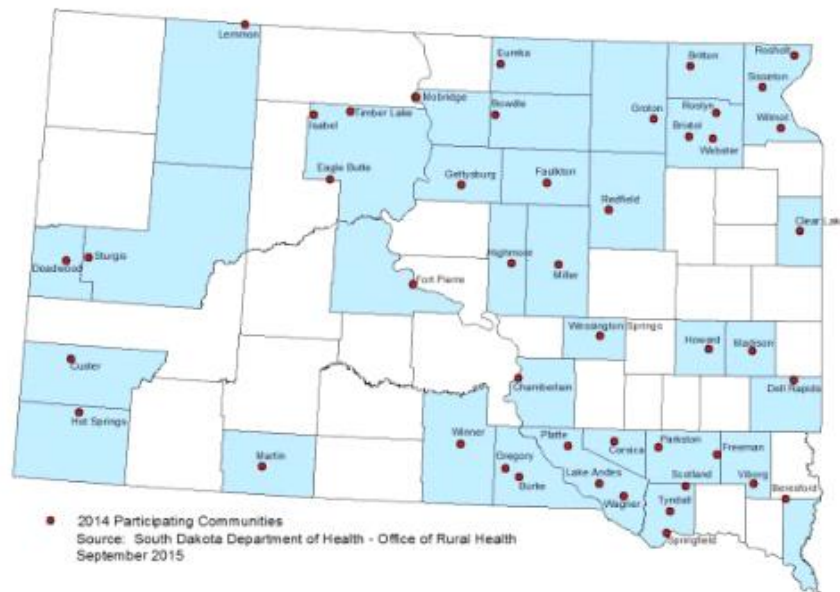 Lemmon
Eureka
Britton
Rosholt
Sisseton
Mobridge
Bowdle
Isabel
Timber Lake
Groton
Roslyn
Bristol
Wilmot
Webster
Eagle Butte
Gettysburg
Faulkton
Redfield
Clear Lake
Deadwood
Sturgis
Highmore
Miller
Fort Pierre
Wessington Springs
Howard
Madison
Custer
Chamberlain
Dell Rapids
Hot Springs
Winner
Platte
Corsica
Parkston
Freeman
Martin
Gregory
Burke
Lake Andes
Scotland
Viborg
Beresford
Wagner
Tyndall
Springfield
2014 Participating Communities
Source: South Dakota Department of Health - Office of Rural Health
September 2015